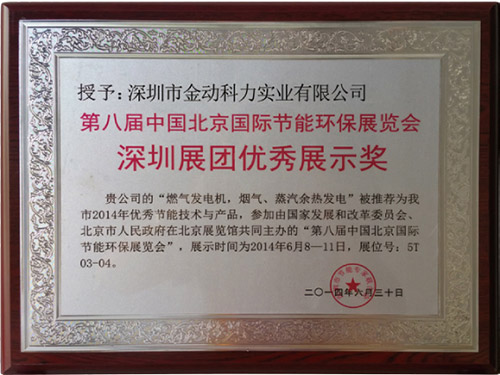 授予：深圳市金动科力实业有限公司
第八届中国北京国际节能环保展览会
深圳展团优秀展示奖
贵公司的“燃气发电机，烟气、蒸汽余热发电”被推荐为我
市2014年优秀节能技术与产品，参加由国家发展和改革委员会、
北京市人民政府在北京展览馆共同主办的“第八届中国北京国际
节能环保展览会”，展示时间为2014年6月8—11日，展位号：5T
03-04。
二〇一四年六月三十日